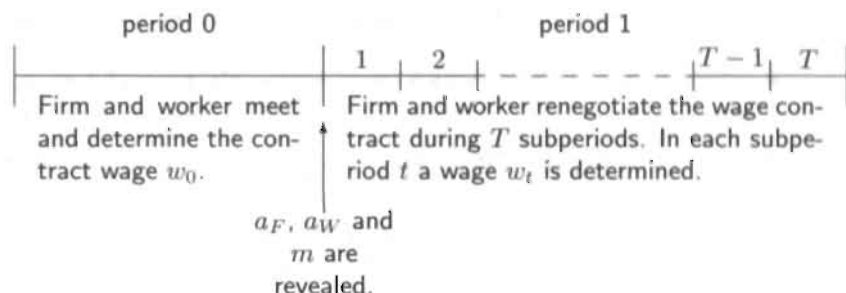 period 0 period 1
1 2 T − 1 T
Firm and worker meet
and determine the con-
tract wage w₀.
Firm and worker renegotiate the wage con-
tract during T subperiods. In each subpe-
riod t a wage wₜ is determined.
a_F, a_W and
m are
revealed.